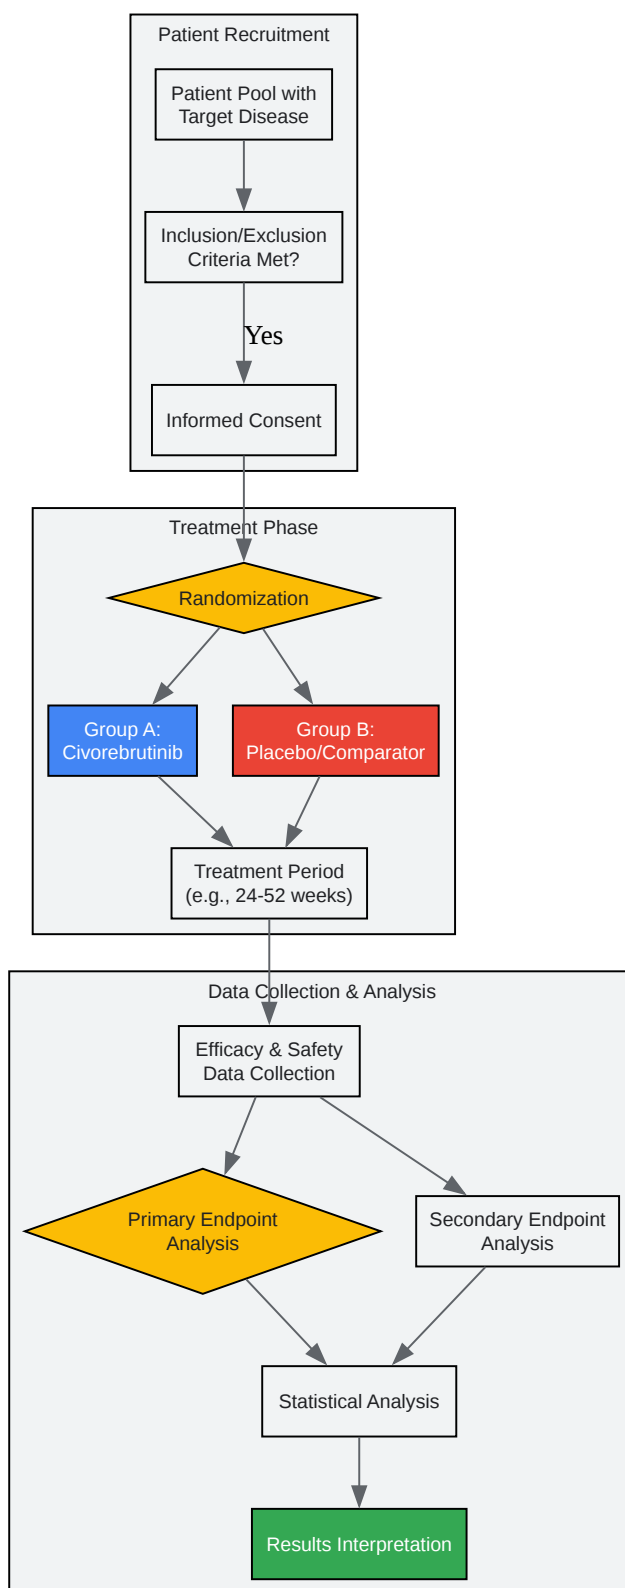 Patient Recruitment
Patient Pool with
Target Disease
Inclusion/Exclusion
Criteria Met?
Yes
Informed Consent
Treatment Phase
Randomization
Group A:
Civorebrutinib
Group B:
Placebo/Comparator
Treatment Period
(e.g., 24-52 weeks)
Data Collection & Analysis
Efficacy & Safety
Data Collection
Primary Endpoint
Analysis
Secondary Endpoint
Analysis
Statistical Analysis
Results Interpretation